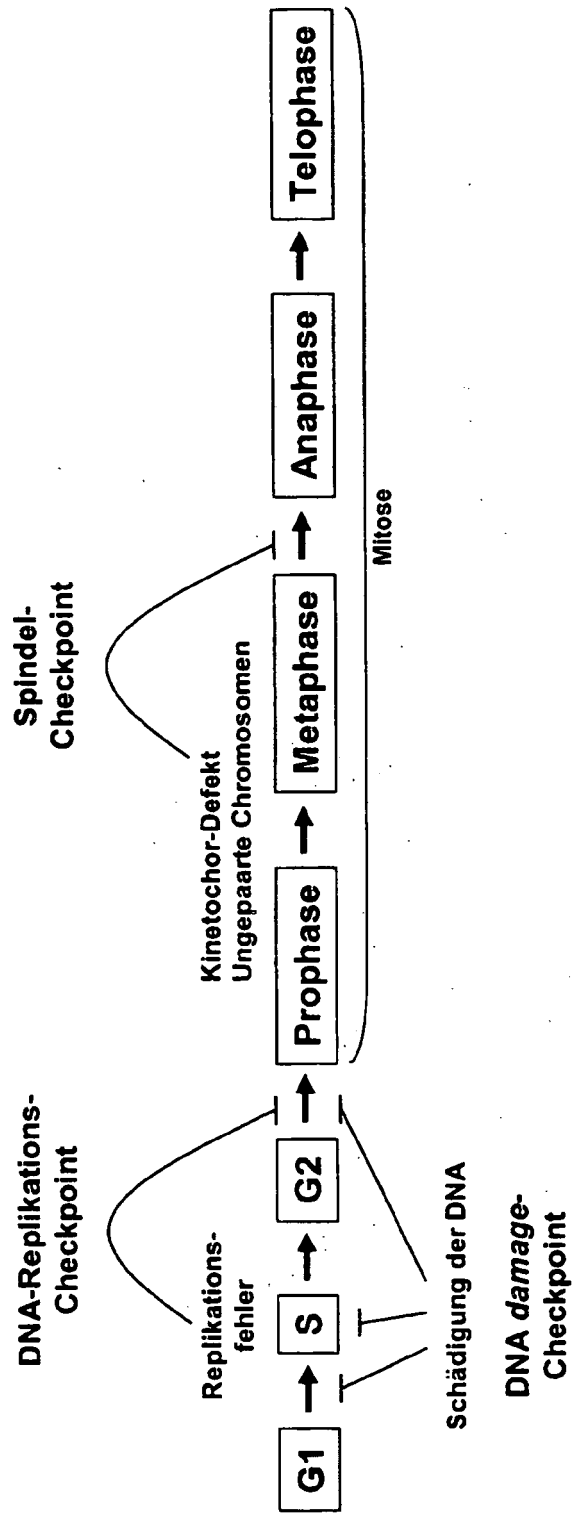 DNA-Replikations-
Checkpoint
Spindel-
Checkpoint
Replikations-
fehler
Kinetochor-Defekt
Ungepaarte Chromosomen
G1
S
G2
Prophase
Metaphase
Anaphase
Telophase
Mitose
Schädigung der DNA
DNA damage-
Checkpoint